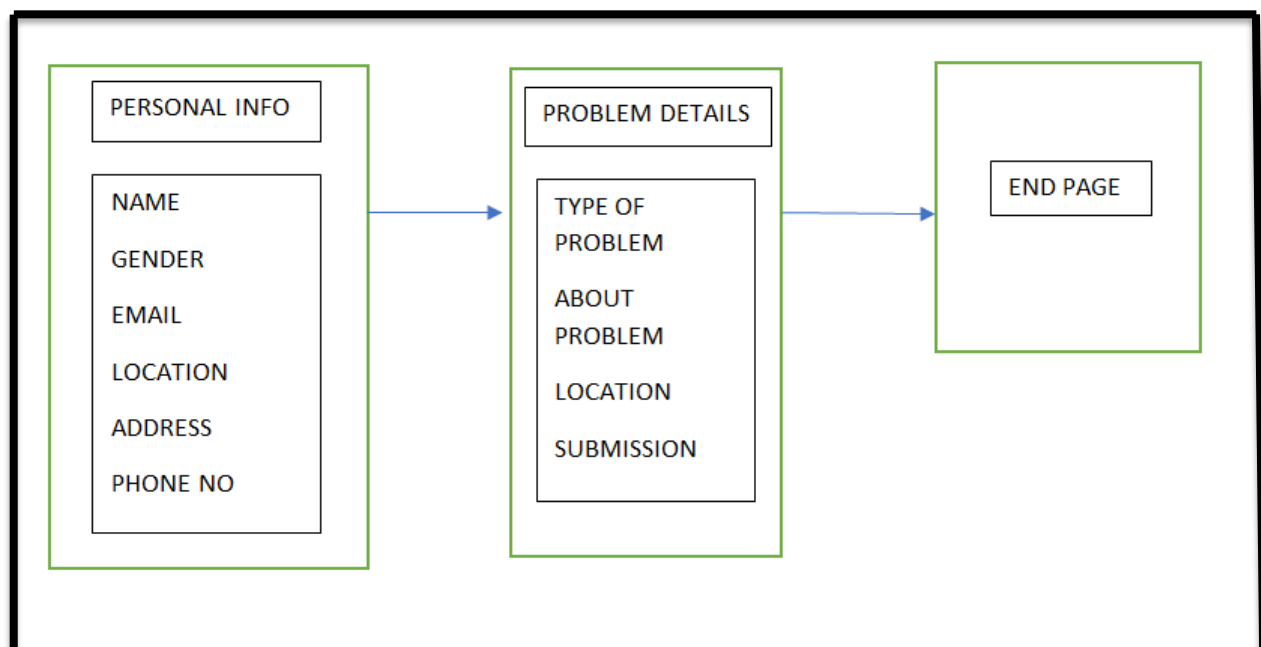 PERSONAL INFO
NAME
GENDER
EMAIL
LOCATION
ADDRESS
PHONE NO
PROBLEM DETAILS
TYPE OF
PROBLEM
ABOUT
PROBLEM
LOCATION
SUBMISSION
END PAGE